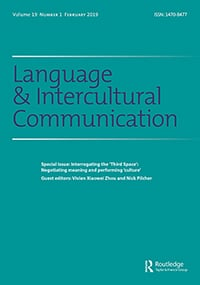 VOLUME 19 NUMBER 1 FEBRUARY 2019 ISSN: 1470-8477
Language
& Intercultural
Communication
Special Issue: Interrogating the 'Third Space':
Negotiating meaning and performing 'culture'
Guest editors: Vivien Xiaowei Zhou and Nick Pilcher
Routledge
Taylor & Francis Group